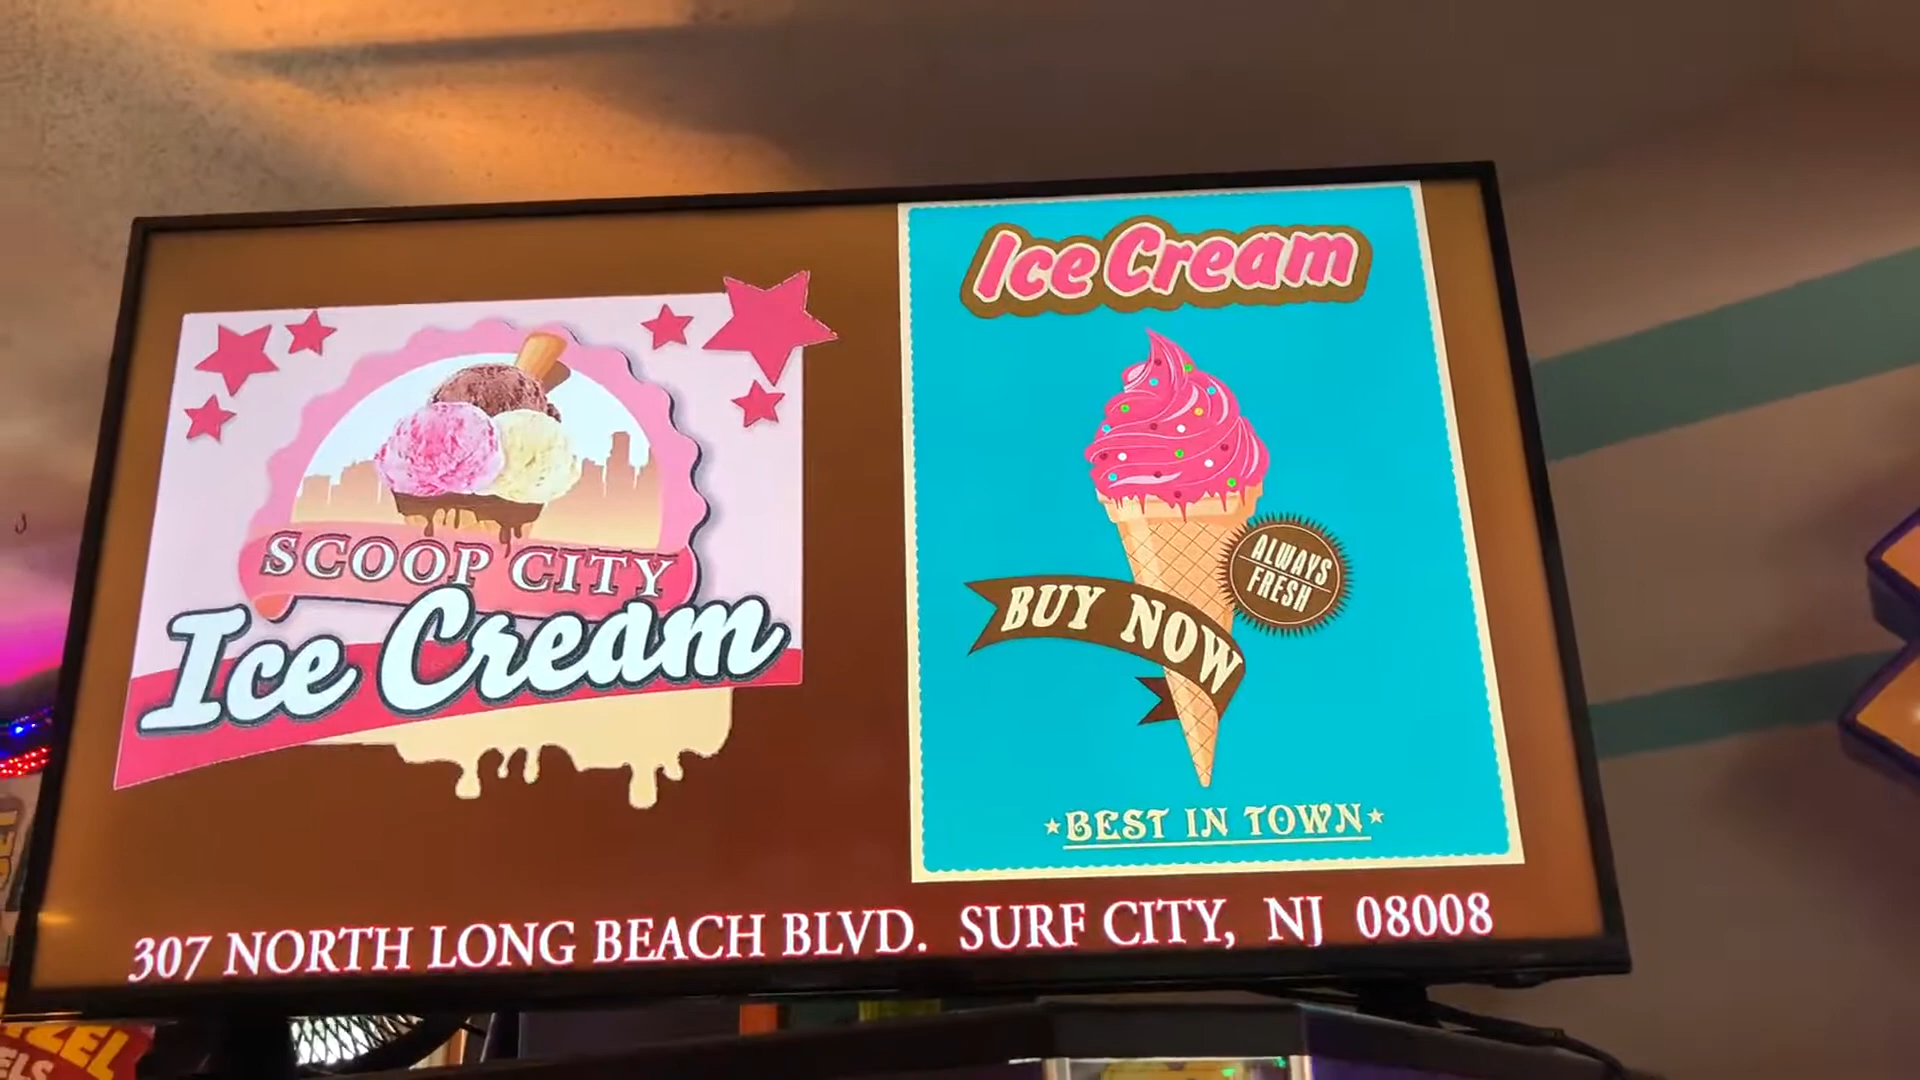 SCOOP CITY
Ice Cream
Ice Cream
ALWAYS
FRESH
BUY NOW
BEST IN TOWN
307 NORTH LONG BEACH BLVD. SURF CITY, NJ 08008